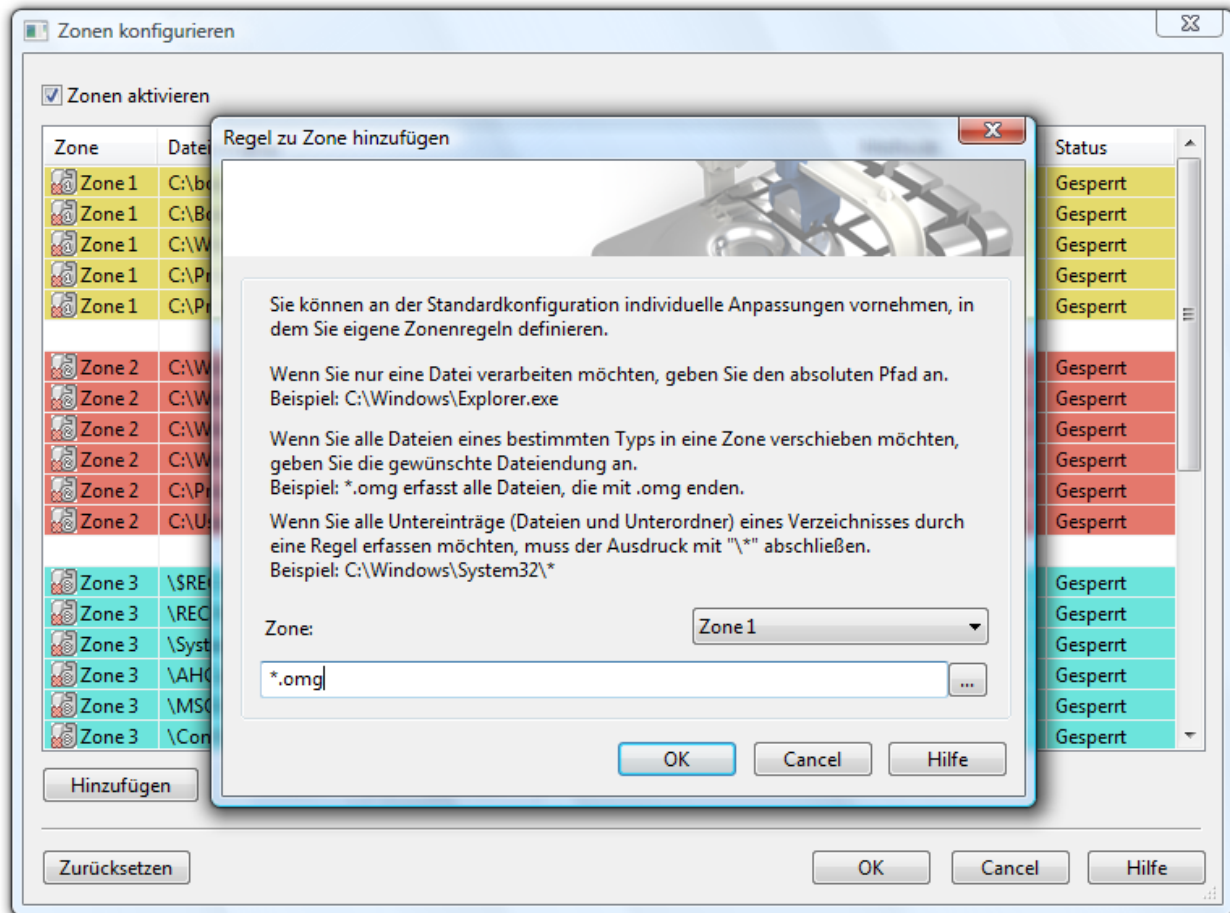 Zonen konfigurieren
Zonen aktivieren
Zone Status
Zone 1 Gesperrt
Zone 1 Gesperrt
Zone 1 Gesperrt
Zone 1 Gesperrt
Zone 1 Gesperrt
Zone 2 Gesperrt
Zone 2 Gesperrt
Zone 2 Gesperrt
Zone 2 Gesperrt
Zone 2 Gesperrt
Zone 2 Gesperrt
Zone 3 Gesperrt
Zone 3 Gesperrt
Zone 3 Gesperrt
Zone 3 Gesperrt
Zone 3 Gesperrt
Zone 3 Gesperrt
Regel zu Zone hinzufügen
Sie können an der Standardkonfiguration individuelle Anpassungen vornehmen, in
dem Sie eigene Zonenregeln definieren.
Wenn Sie nur eine Datei verarbeiten möchten, geben Sie den absoluten Pfad an.
Beispiel: C:\Windows\Explorer.exe
Wenn Sie alle Dateien eines bestimmten Typs in eine Zone verschieben möchten,
geben Sie die gewünschte Dateiendung an.
Beispiel: *.omg erfasst alle Dateien, die mit .omg enden.
Wenn Sie alle Untereinträge (Dateien und Unterordner) eines Verzeichnisses durch
eine Regel erfassen möchten, muss der Ausdruck mit "\*" abschließen.
Beispiel: C:\Windows\System32\*
Zone: Zone 1
*.omg ...
OK Cancel Hilfe
Hinzufügen
Zurücksetzen OK Cancel Hilfe